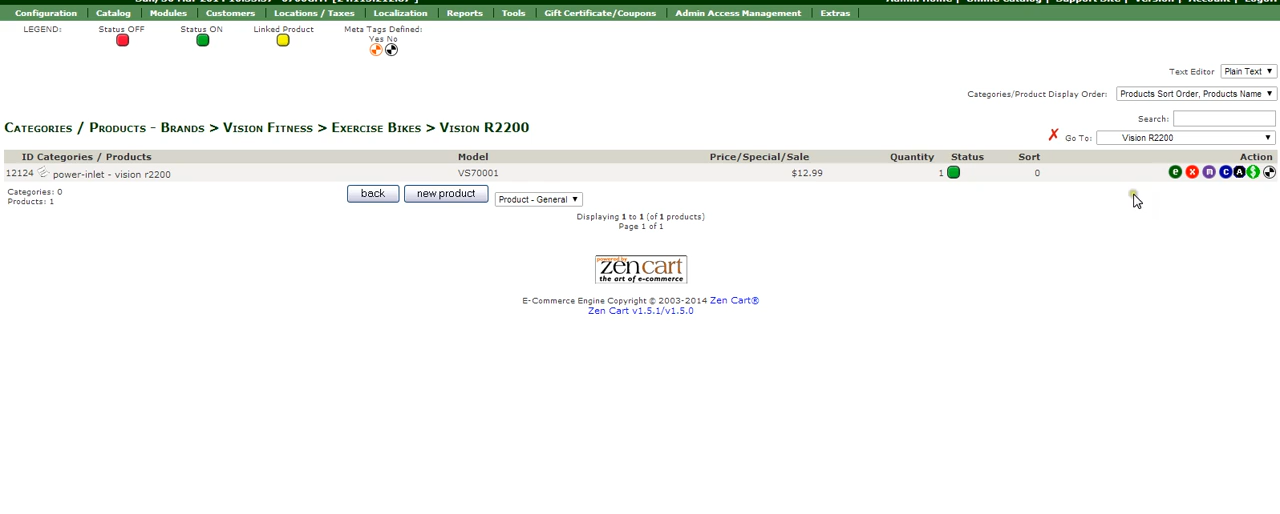 Configuration | Catalog | Modules | Customers | Locations / Taxes | Localization | Reports | Tools | Gift Certificate/Coupons | Admin Access Management | Extras |
LEGEND: Status OFF Status ON Linked Product Meta Tags Defined:
Yes No
Text Editor Plain Text
Categories/Product Display Order: Products Sort Order, Products Name
Search:
Categories / Products - Brands > Vision Fitness > Exercise Bikes > Vision R2200
Go To: Vision R2200
ID Categories / Products Model Price/Special/Sale Quantity Status Sort Action
12124 power-inlet - vision r2200 VS70001 $12.99 1 0 e x m c A $
Categories: 0
Products: 1
back new product Product - General
Displaying 1 to 1 (of 1 products)
Page 1 of 1
powered by
zencart
the art of e-commerce
E-Commerce Engine Copyright © 2003-2014 Zen Cart®
Zen Cart v1.5.1/v1.5.0